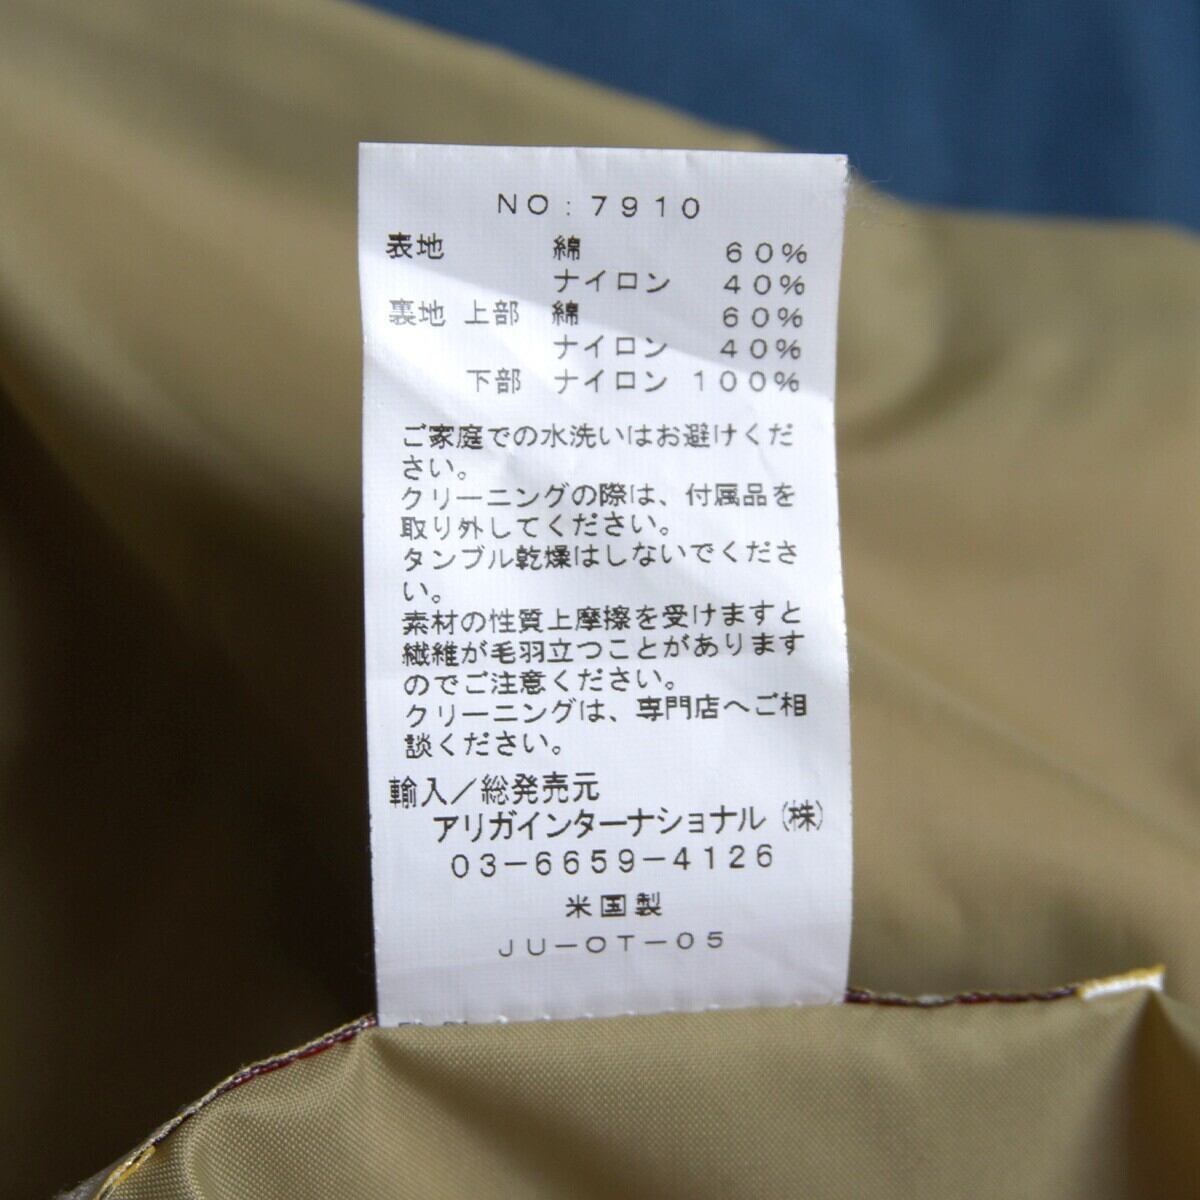 NO:7910
表地 綿 60%
ナイロン 40%
裏地 上部 綿 60%
ナイロン 40%
下部 ナイロン 100%
ご家庭での水洗いはお避けくだ
さい。
クリーニングの際は、付属品を
取り外してください。
タンブル乾燥はしないでくださ
い。
素材の性質上摩擦を受けますと
繊維が毛羽立つことがあります
のでご注意ください。
クリーニングは、専門店へご相
談ください。
輸入/総発売元
アリガインターナショナル(株)
03-6659-4126
米国製
JU-OT-05